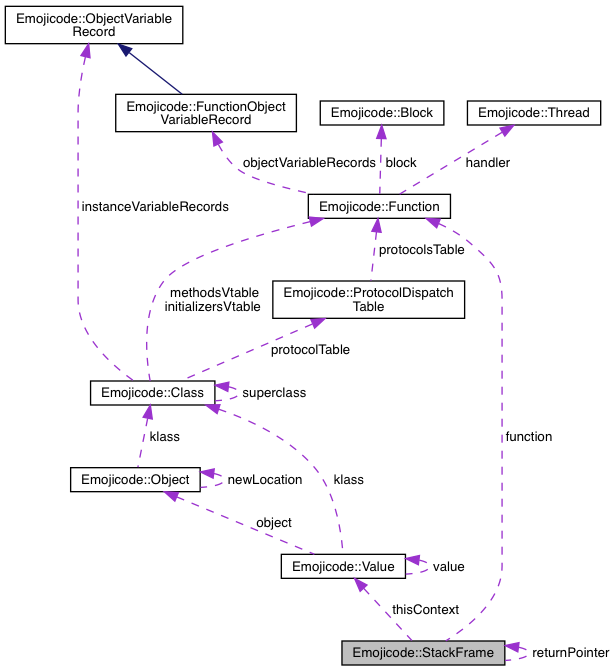 Emojicode::ObjectVariable
Record
Emojicode::FunctionObject
VariableRecord
Emojicode::Block
Emojicode::Thread
objectVariableRecords
block
handler
instanceVariableRecords
Emojicode::Function
protocolsTable
methodsVtable
initializersVtable
Emojicode::ProtocolDispatch
Table
protocolTable
Emojicode::Class
superclass
klass
function
Emojicode::Object
newLocation
klass
object
Emojicode::Value
value
thisContext
Emojicode::StackFrame
returnPointer